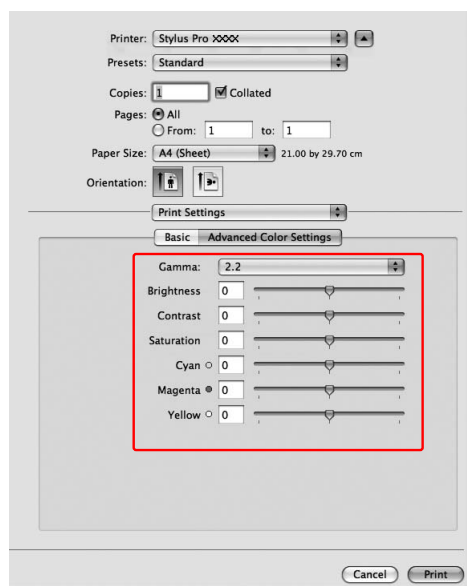 Printer: Stylus Pro XXXX
Presets: Standard
Copies: 1 Collated
Pages: All
From: 1 to: 1
Paper Size: A4 (Sheet) 21.00 by 29.70 cm
Orientation:
Print Settings
Basic Advanced Color Settings
Gamma: 2.2
Brightness 0
Contrast 0
Saturation 0
Cyan 0
Magenta 0
Yellow 0
Cancel Print